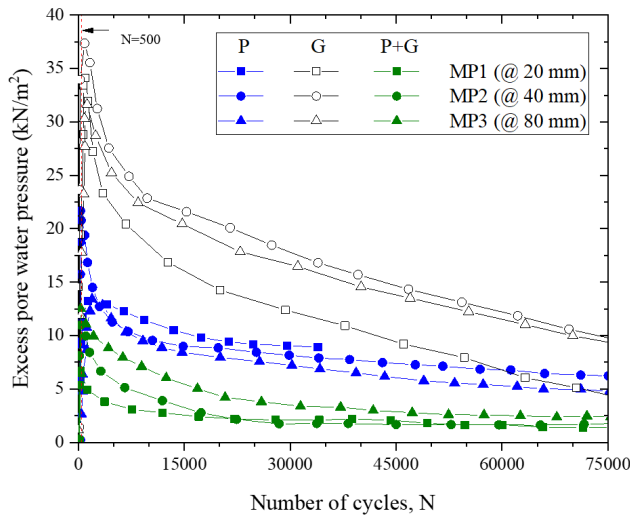 N=500
P G P+G
MP1 (@ 20 mm)
MP2 (@ 40 mm)
MP3 (@ 80 mm)
Excess pore water pressure (kN/m²)
40
35
30
25
20
15
10
5
0
0 15000 30000 45000 60000 75000
Number of cycles, N